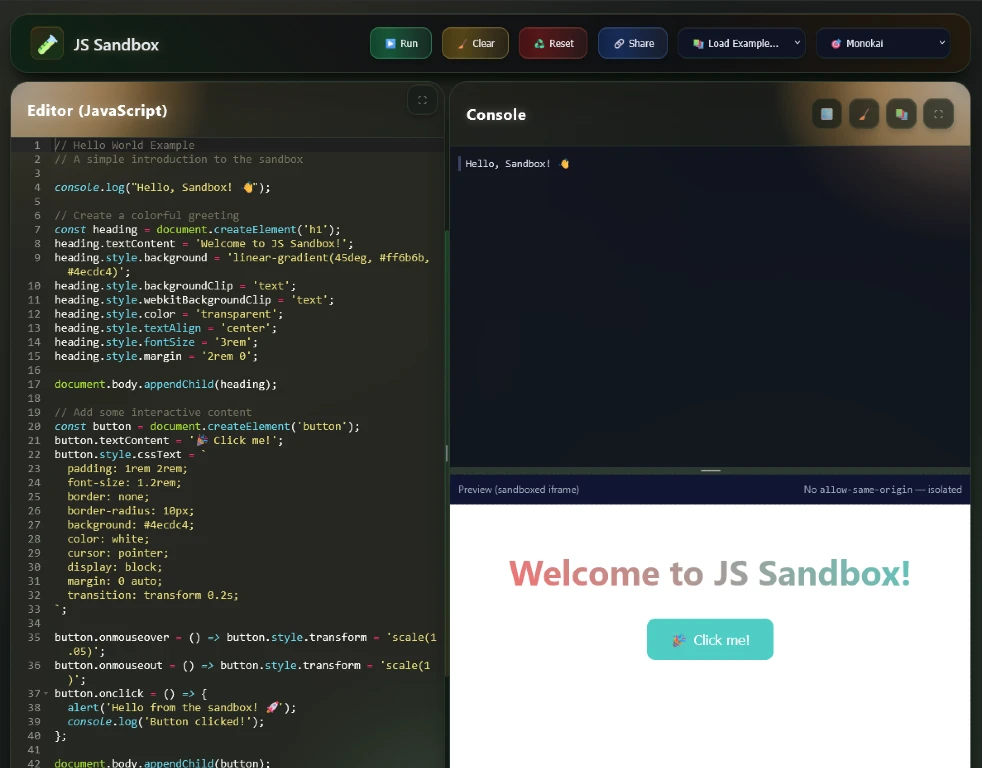 🧪 JS Sandbox
▶️ Run
🧹 Clear
♻️ Reset
🔗 Share
📚 Load Example...
🎯 Monokai
Editor (JavaScript)
1 // Hello World Example
2 // A simple introduction to the sandbox
3
4 console.log("Hello, Sandbox! 👋");
5
6 // Create a colorful greeting
7 const heading = document.createElement('h1');
8 heading.textContent = 'Welcome to JS Sandbox!';
9 heading.style.background = 'linear-gradient(45deg, #ff6b6b,
#4ecdc4)';
10 heading.style.backgroundClip = 'text';
11 heading.style.webkitBackgroundClip = 'text';
12 heading.style.color = 'transparent';
13 heading.style.textAlign = 'center';
14 heading.style.fontSize = '3rem';
15 heading.style.margin = '2rem 0';
16
17 document.body.appendChild(heading);
18
19 // Add some interactive content
20 const button = document.createElement('button');
21 button.textContent = '🎉 Click me!';
22 button.style.cssText = `
23 padding: 1rem 2rem;
24 font-size: 1.2rem;
25 border: none;
26 border-radius: 10px;
27 background: #4ecdc4;
28 color: white;
29 cursor: pointer;
30 display: block;
31 margin: 0 auto;
32 transition: transform 0.2s;
33 `;
34
35 button.onmouseover = () => button.style.transform = 'scale(1
.05)';
36 button.onmouseout = () => button.style.transform = 'scale(1
)';
37 button.onclick = () => {
38 alert('Hello from the sandbox! 🚀');
39 console.log('Button clicked!');
40 };
41
42 document.body.appendChild(button);
Console
Hello, Sandbox! 👋
Preview (sandboxed iframe)
No allow-same-origin — isolated
Welcome to JS Sandbox!
🎉 Click me!